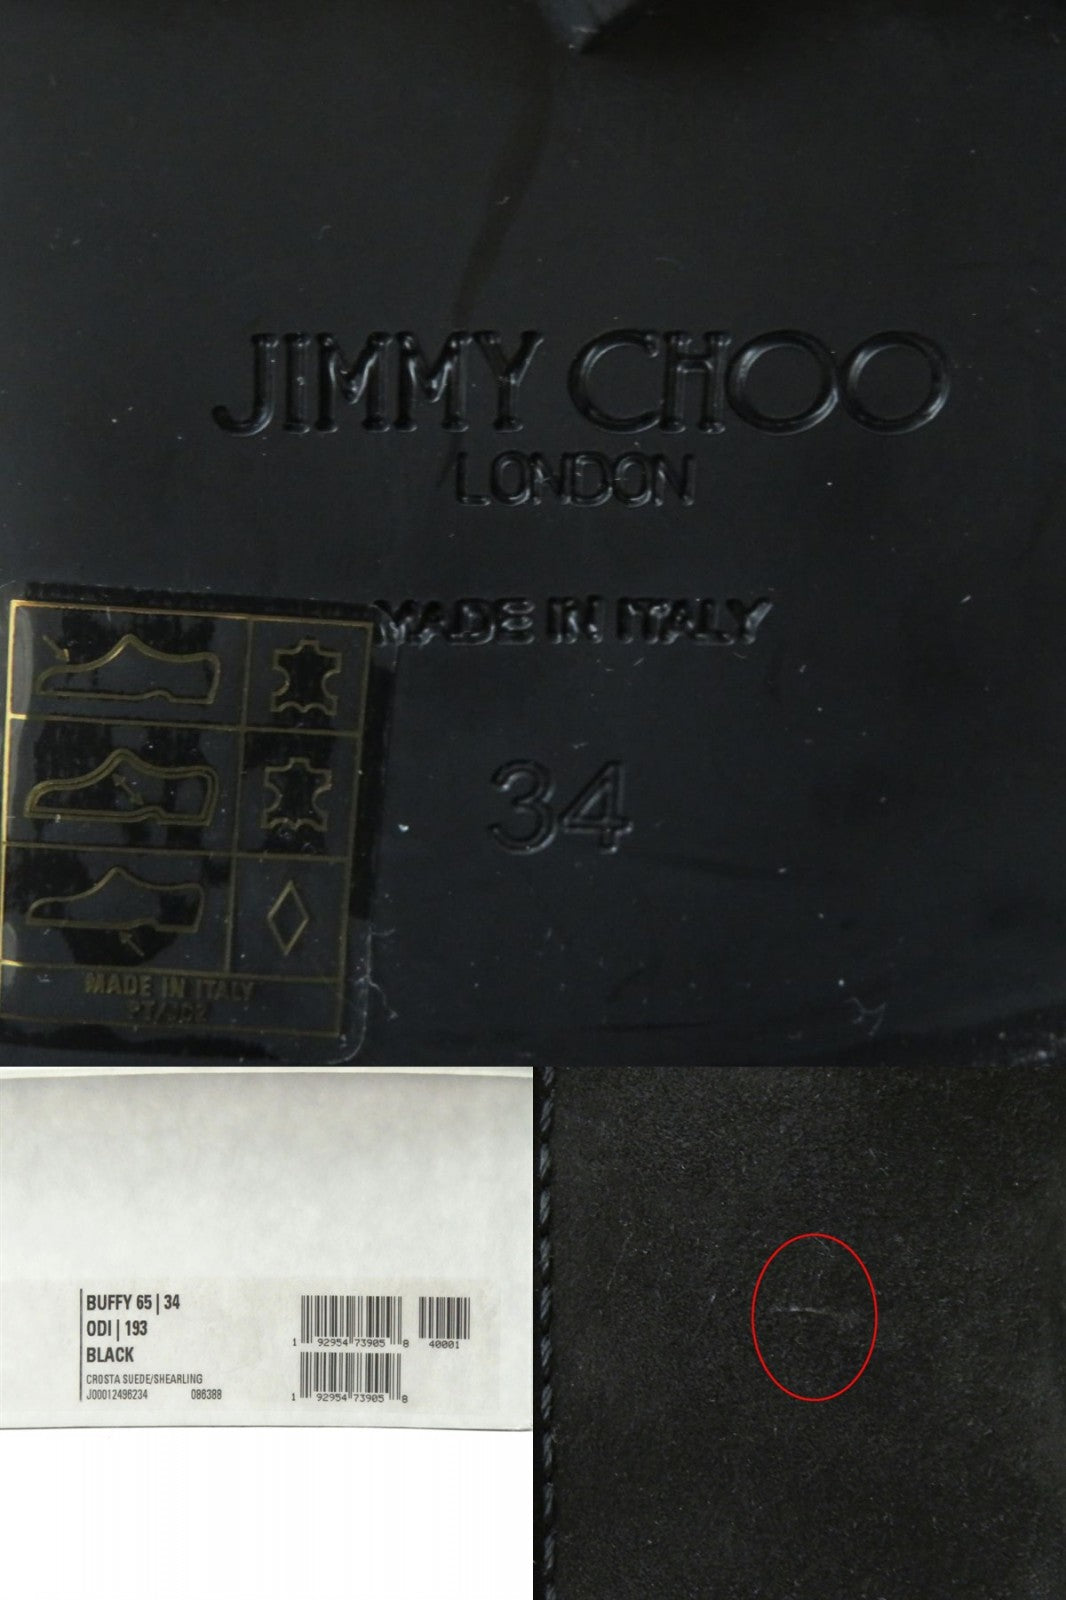 JIMMY CHOO
LONDON
MADE IN ITALY
34
MADE IN ITALY
BUFFY 65 | 34
ODI | 193
BLACK
CROSTA SUEDE/SHEARLING
J00012496234 086388
1 92954 73905 8 40001
1 92954 73905 8